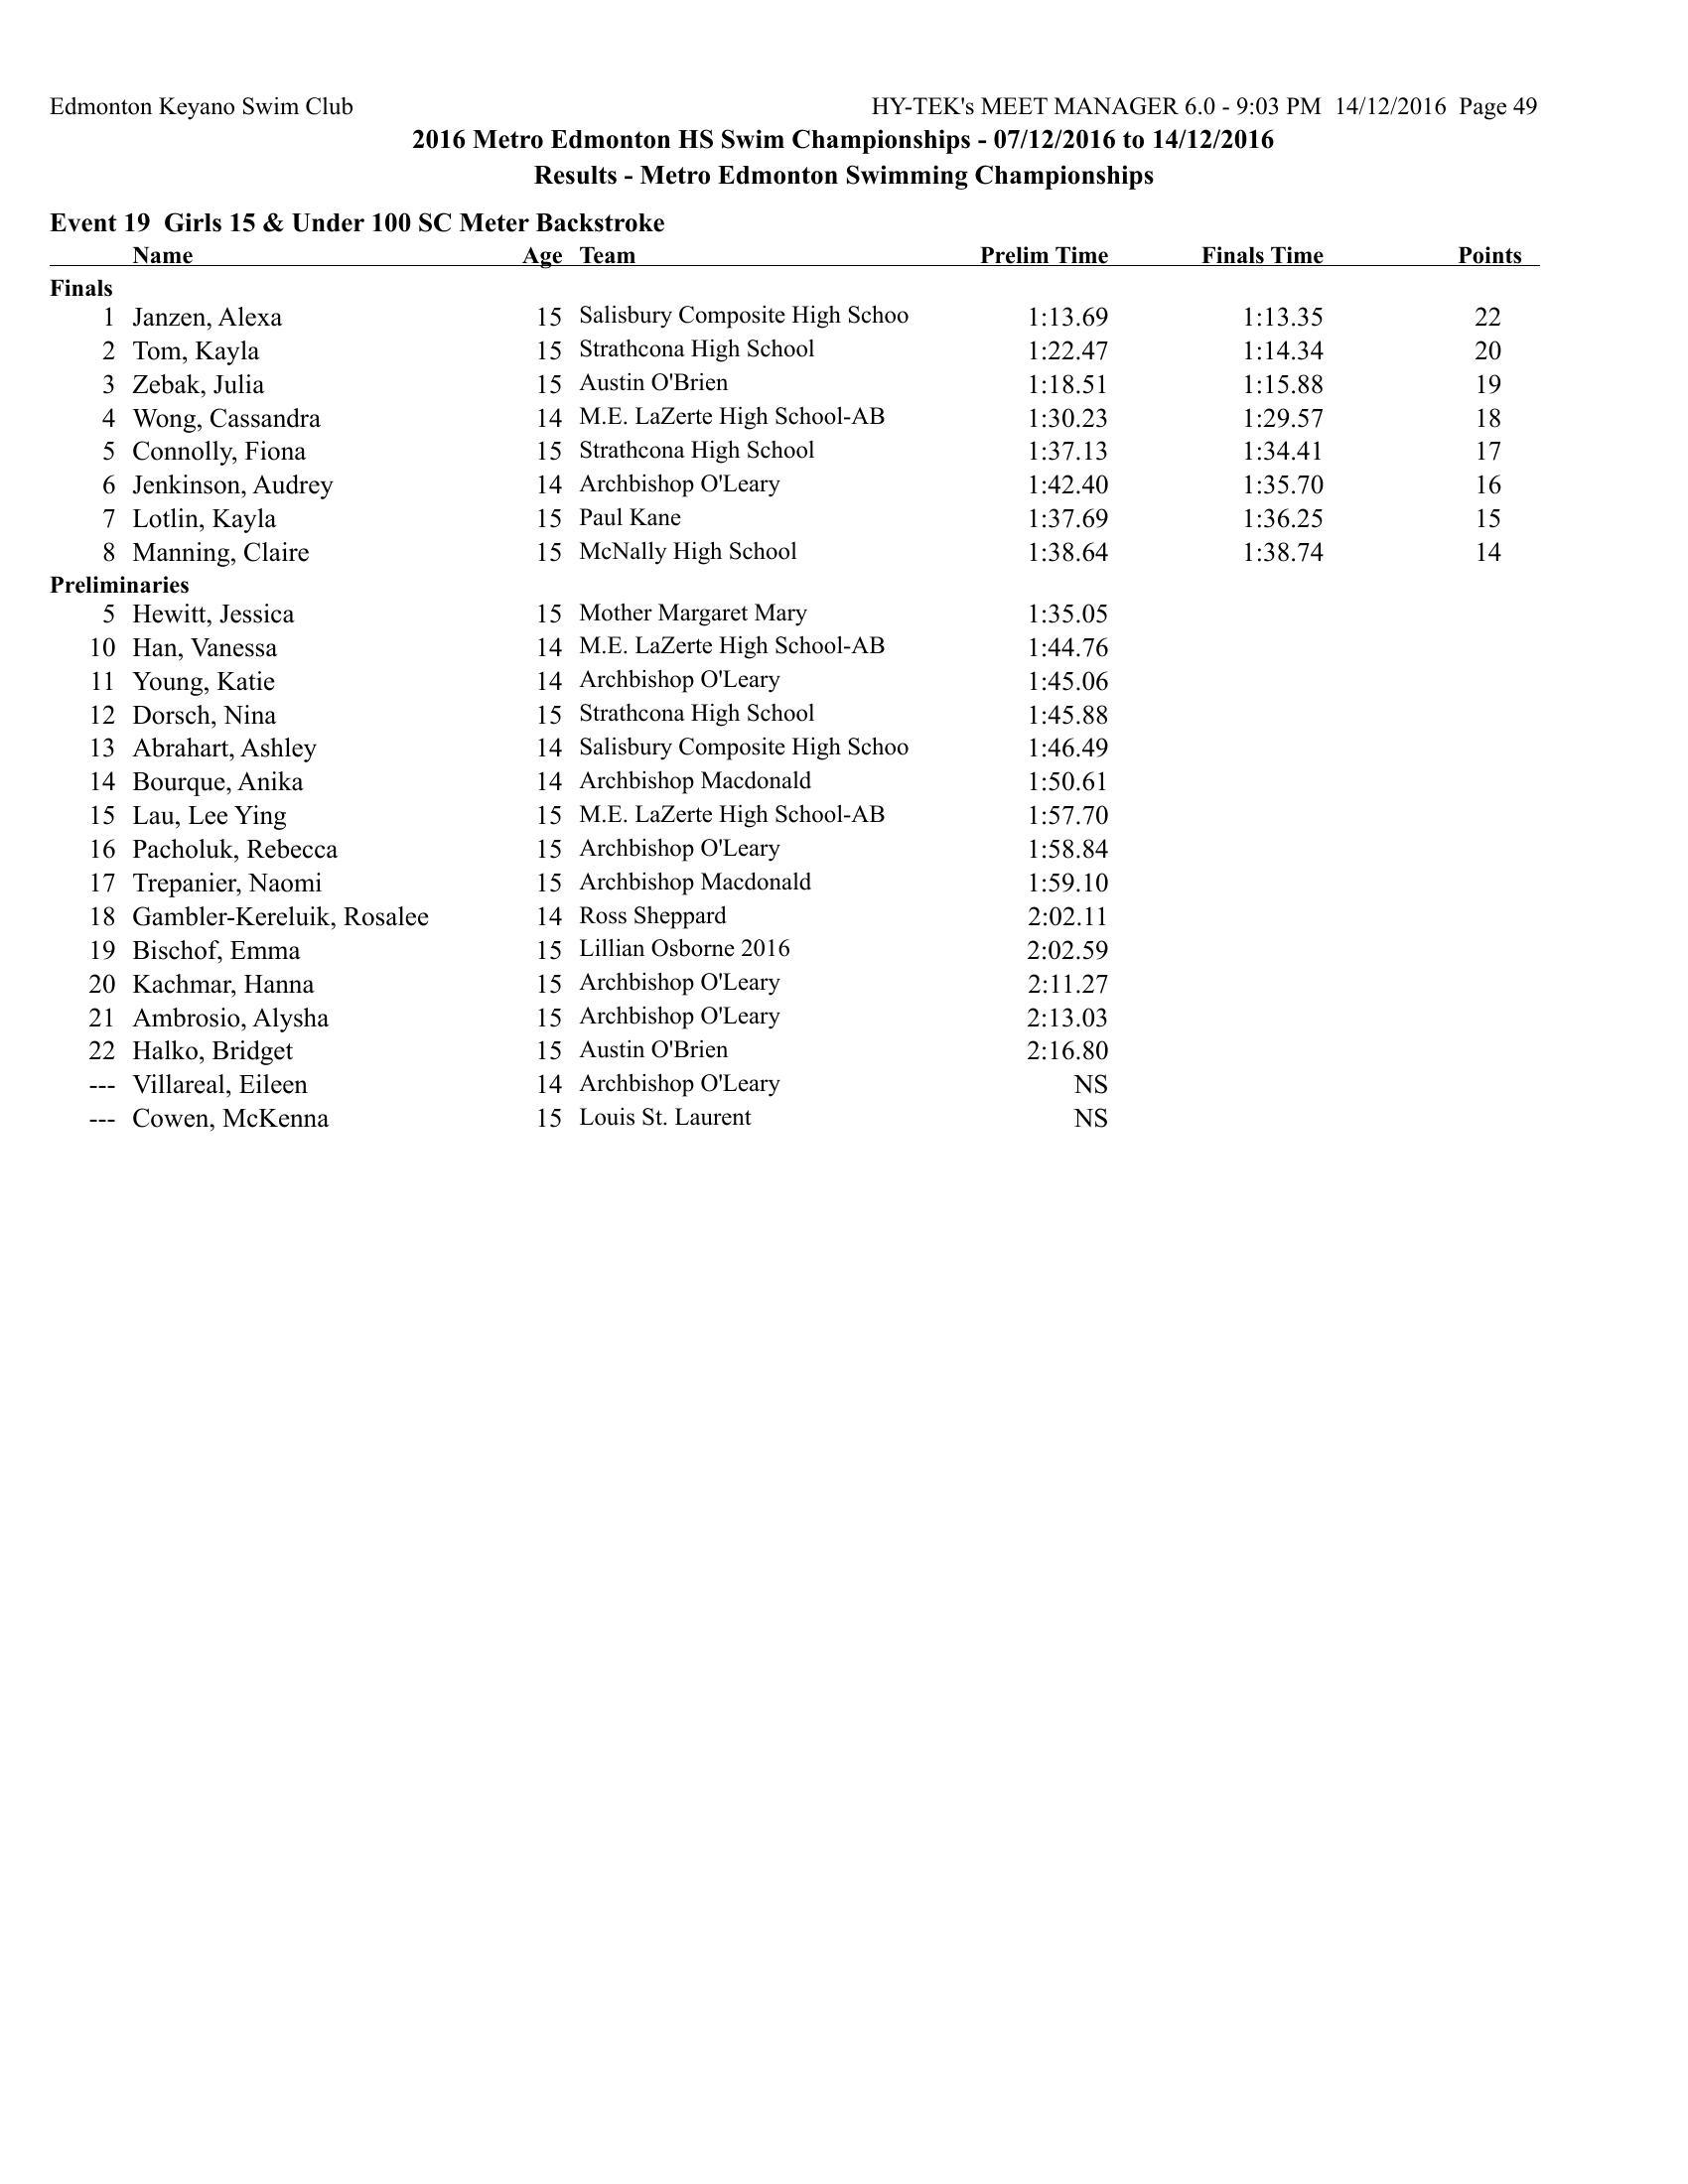 Edmonton Keyano Swim Club HY-TEK's MEET MANAGER 6.0 - 9:03 PM 14/12/2016 Page 49
2016 Metro Edmonton HS Swim Championships - 07/12/2016 to 14/12/2016
Results - Metro Edmonton Swimming Championships
Event 19 Girls 15 & Under 100 SC Meter Backstroke
Name Age Team Prelim Time Finals Time Points
Finals
1 Janzen, Alexa 15 Salisbury Composite High Schoo 1:13.69 1:13.35 22
2 Tom, Kayla 15 Strathcona High School 1:22.47 1:14.34 20
3 Zebak, Julia 15 Austin O'Brien 1:18.51 1:15.88 19
4 Wong, Cassandra 14 M.E. LaZerte High School-AB 1:30.23 1:29.57 18
5 Connolly, Fiona 15 Strathcona High School 1:37.13 1:34.41 17
6 Jenkinson, Audrey 14 Archbishop O'Leary 1:42.40 1:35.70 16
7 Lotlin, Kayla 15 Paul Kane 1:37.69 1:36.25 15
8 Manning, Claire 15 McNally High School 1:38.64 1:38.74 14
Preliminaries
5 Hewitt, Jessica 15 Mother Margaret Mary 1:35.05
10 Han, Vanessa 14 M.E. LaZerte High School-AB 1:44.76
11 Young, Katie 14 Archbishop O'Leary 1:45.06
12 Dorsch, Nina 15 Strathcona High School 1:45.88
13 Abrahart, Ashley 14 Salisbury Composite High Schoo 1:46.49
14 Bourque, Anika 14 Archbishop Macdonald 1:50.61
15 Lau, Lee Ying 15 M.E. LaZerte High School-AB 1:57.70
16 Pacholuk, Rebecca 15 Archbishop O'Leary 1:58.84
17 Trepanier, Naomi 15 Archbishop Macdonald 1:59.10
18 Gambler-Kereluik, Rosalee 14 Ross Sheppard 2:02.11
19 Bischof, Emma 15 Lillian Osborne 2016 2:02.59
20 Kachmar, Hanna 15 Archbishop O'Leary 2:11.27
21 Ambrosio, Alysha 15 Archbishop O'Leary 2:13.03
22 Halko, Bridget 15 Austin O'Brien 2:16.80
--- Villareal, Eileen 14 Archbishop O'Leary NS
--- Cowen, McKenna 15 Louis St. Laurent NS